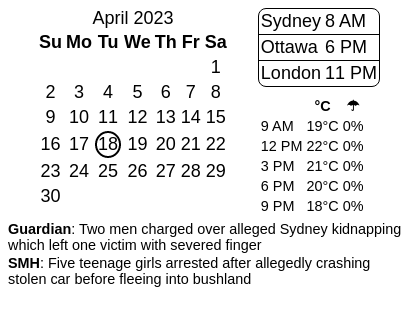 April 2023
Su Mo Tu We Th Fr Sa
1
2 3 4 5 6 7 8
9 10 11 12 13 14 15
16 17 18 19 20 21 22
23 24 25 26 27 28 29
30
Sydney 8 AM
Ottawa 6 PM
London 11 PM
°C ☂
9 AM 19°C 0%
12 PM 22°C 0%
3 PM 21°C 0%
6 PM 20°C 0%
9 PM 18°C 0%
Guardian: Two men charged over alleged Sydney kidnapping
which left one victim with severed finger
SMH: Five teenage girls arrested after allegedly crashing
stolen car before fleeing into bushland